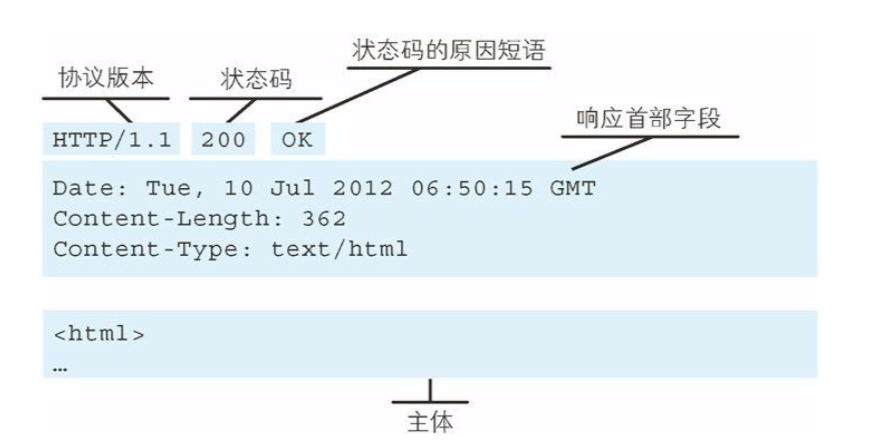 状态码的原因短语
协议版本 状态码
响应首部字段
HTTP/1.1 200 OK
Date: Tue, 10 Jul 2012 06:50:15 GMT
Content-Length: 362
Content-Type: text/html
<html>
…
主体